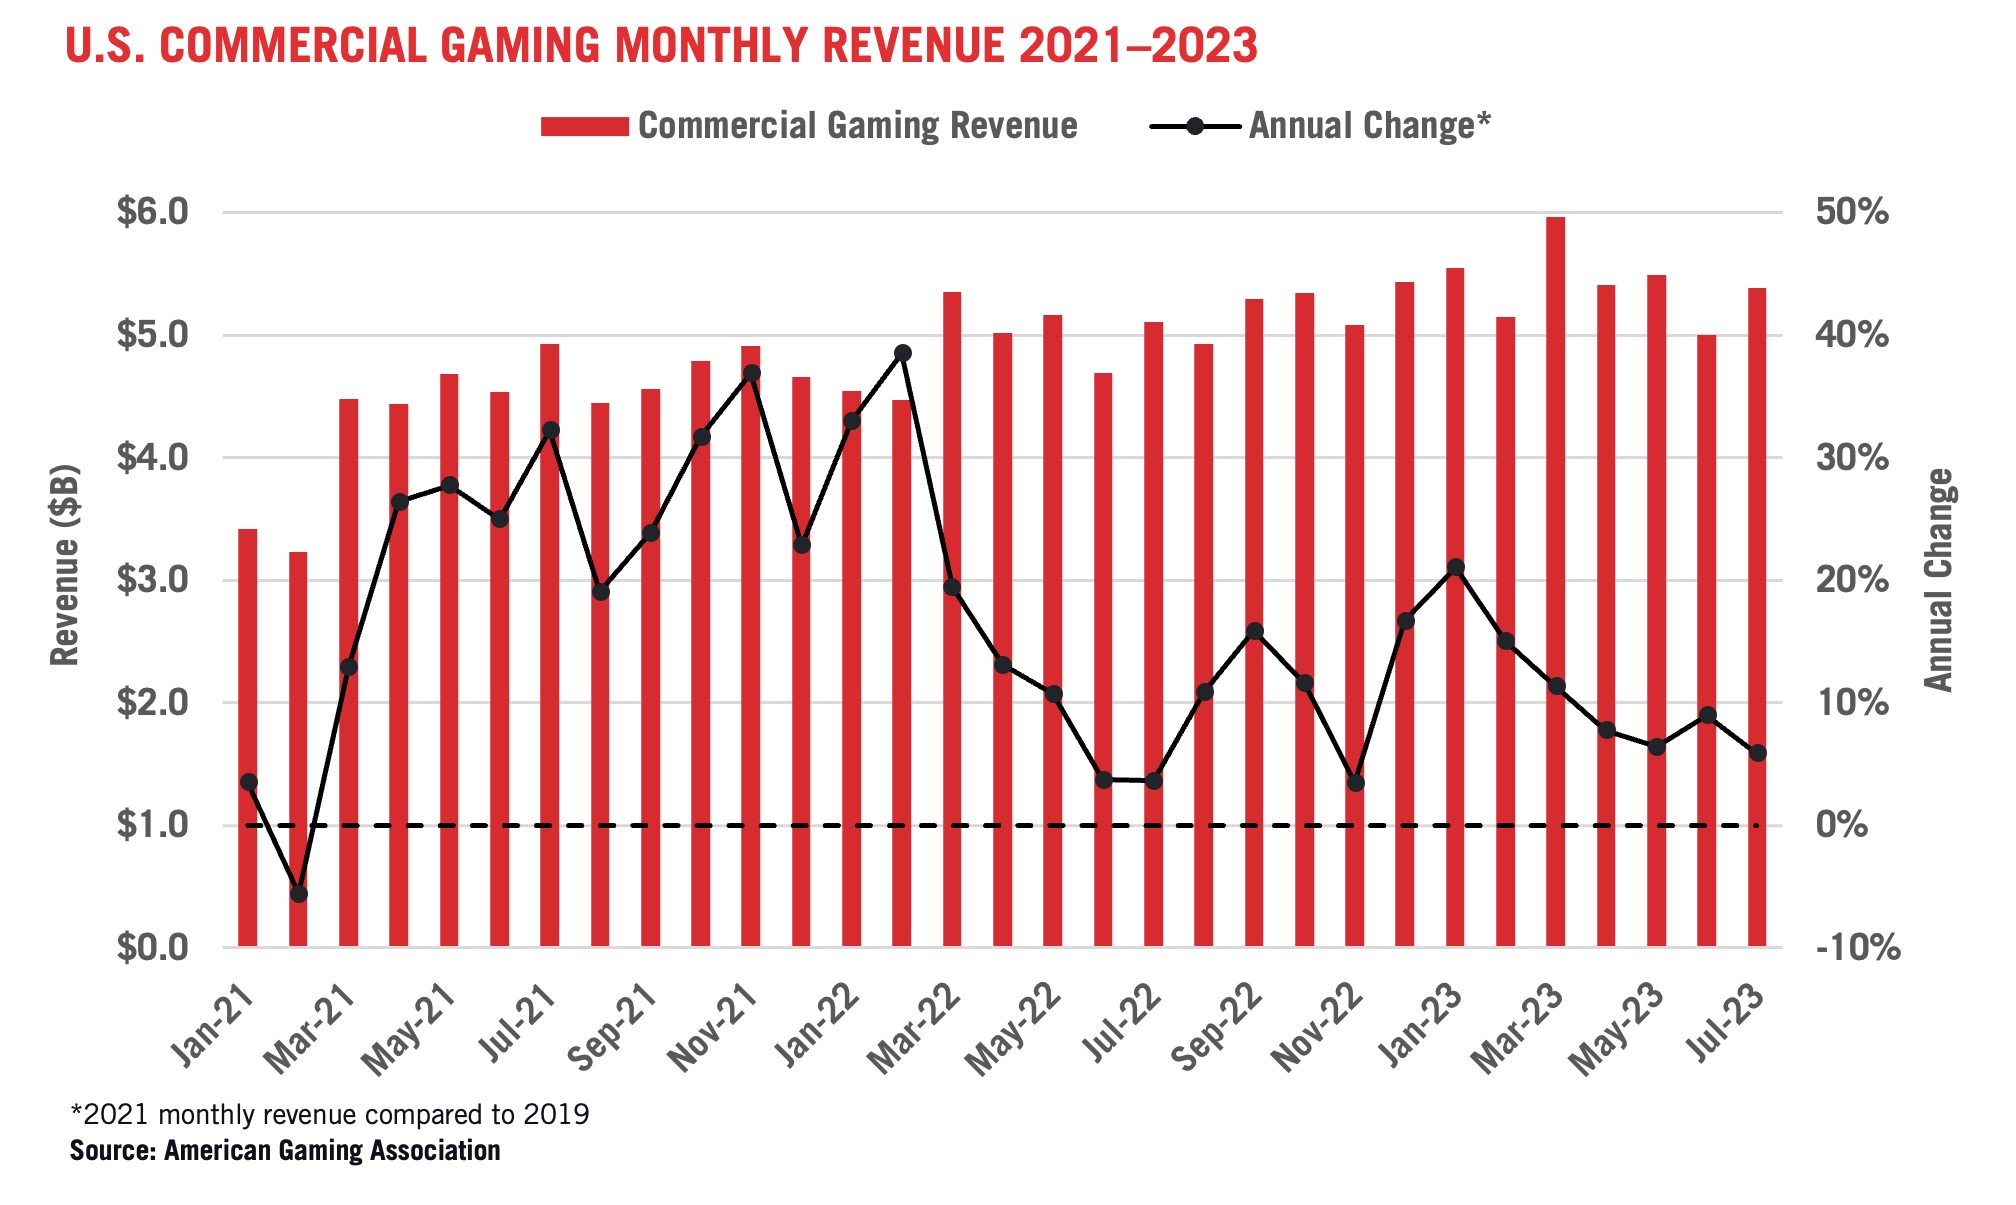 U.S. COMMERCIAL GAMING MONTHLY REVENUE 2021–2023
Commercial Gaming Revenue
Annual Change*
$6.0
$5.0
$4.0
$3.0
$2.0
$1.0
$0.0
Revenue ($B)
50%
40%
30%
20%
10%
0%
-10%
Annual Change
Jan-21
Mar-21
May-21
Jul-21
Sep-21
Nov-21
Jan-22
Mar-22
May-22
Jul-22
Sep-22
Nov-22
Jan-23
Mar-23
May-23
Jul-23
*2021 monthly revenue compared to 2019
Source: American Gaming Association